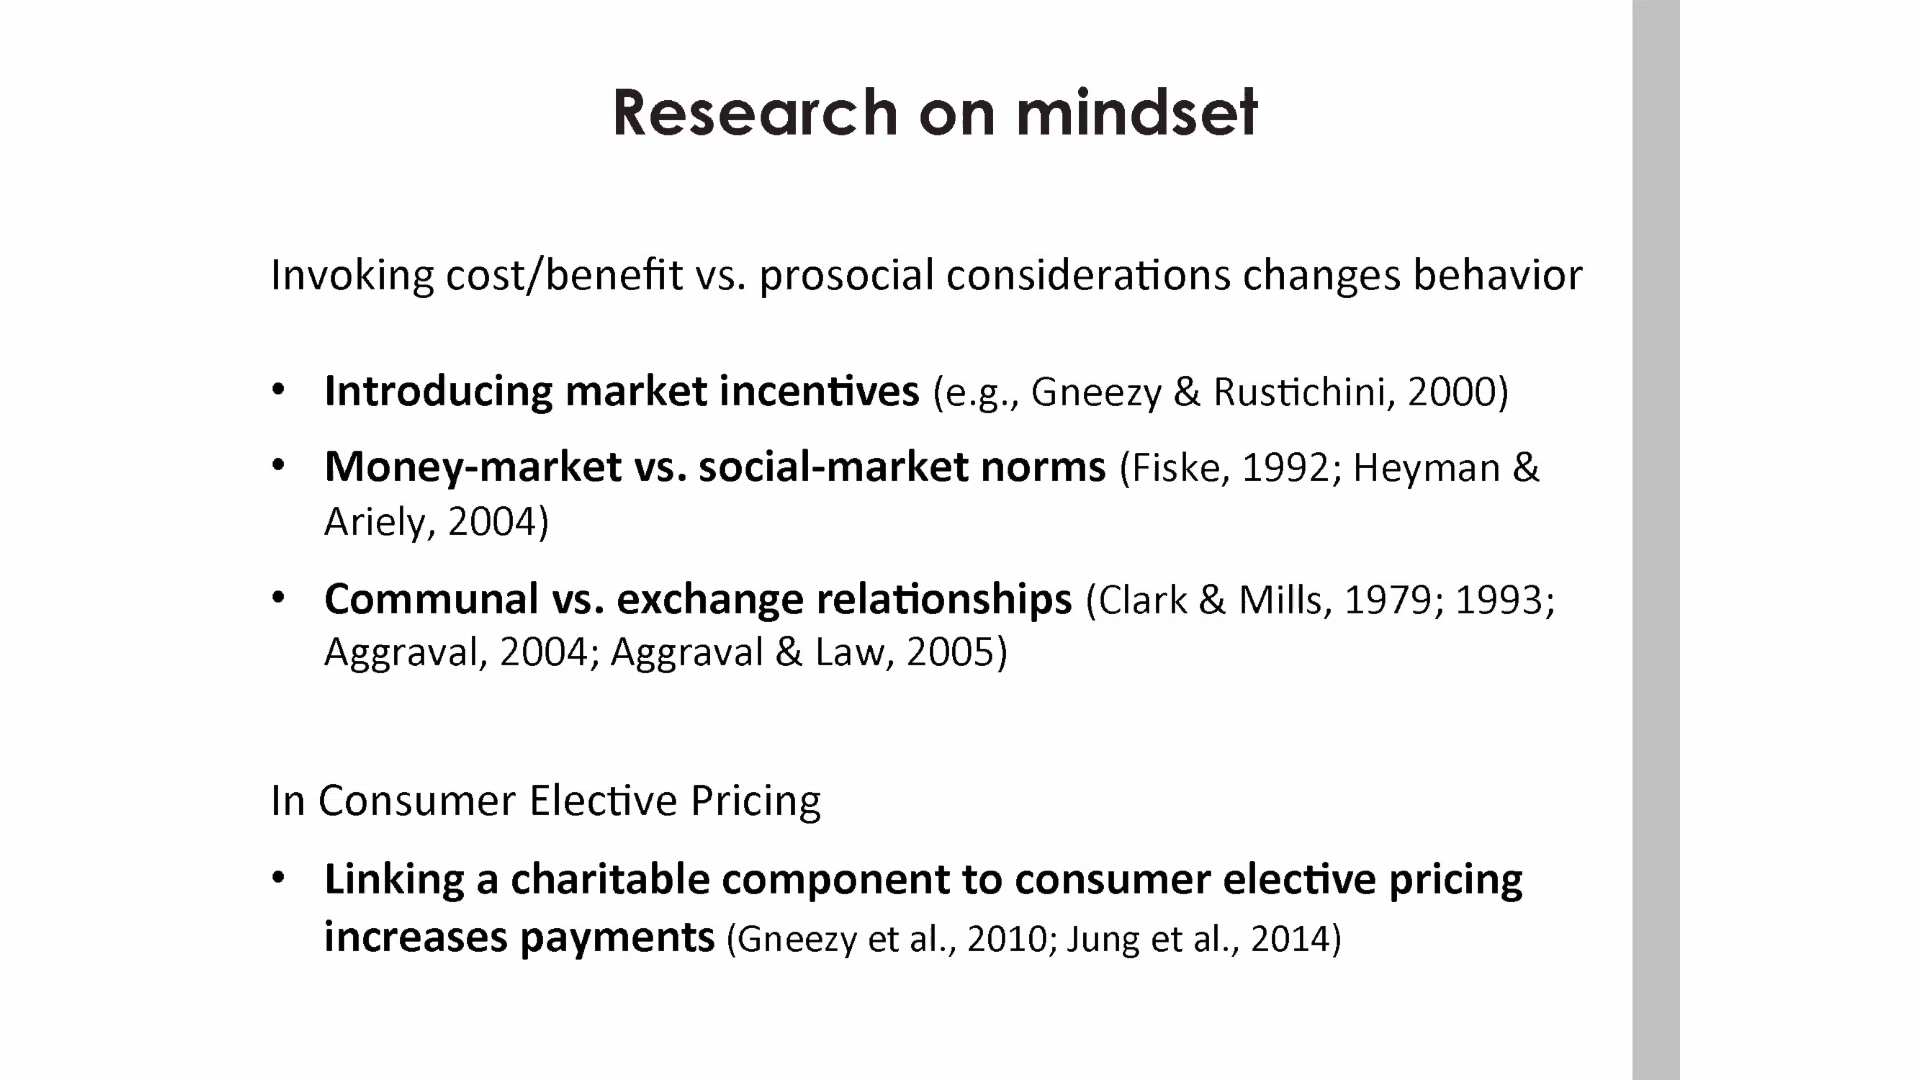 Research on mindset
Invoking cost/benefit vs. prosocial considerations changes behavior
• Introducing market incentives (e.g., Gneezy & Rustichini, 2000)
• Money-market vs. social-market norms (Fiske, 1992; Heyman &
Ariely, 2004)
• Communal vs. exchange relationships (Clark & Mills, 1979; 1993;
Aggraval, 2004; Aggraval & Law, 2005)
In Consumer Elective Pricing
• Linking a charitable component to consumer elective pricing
increases payments (Gneezy et al., 2010; Jung et al., 2014)